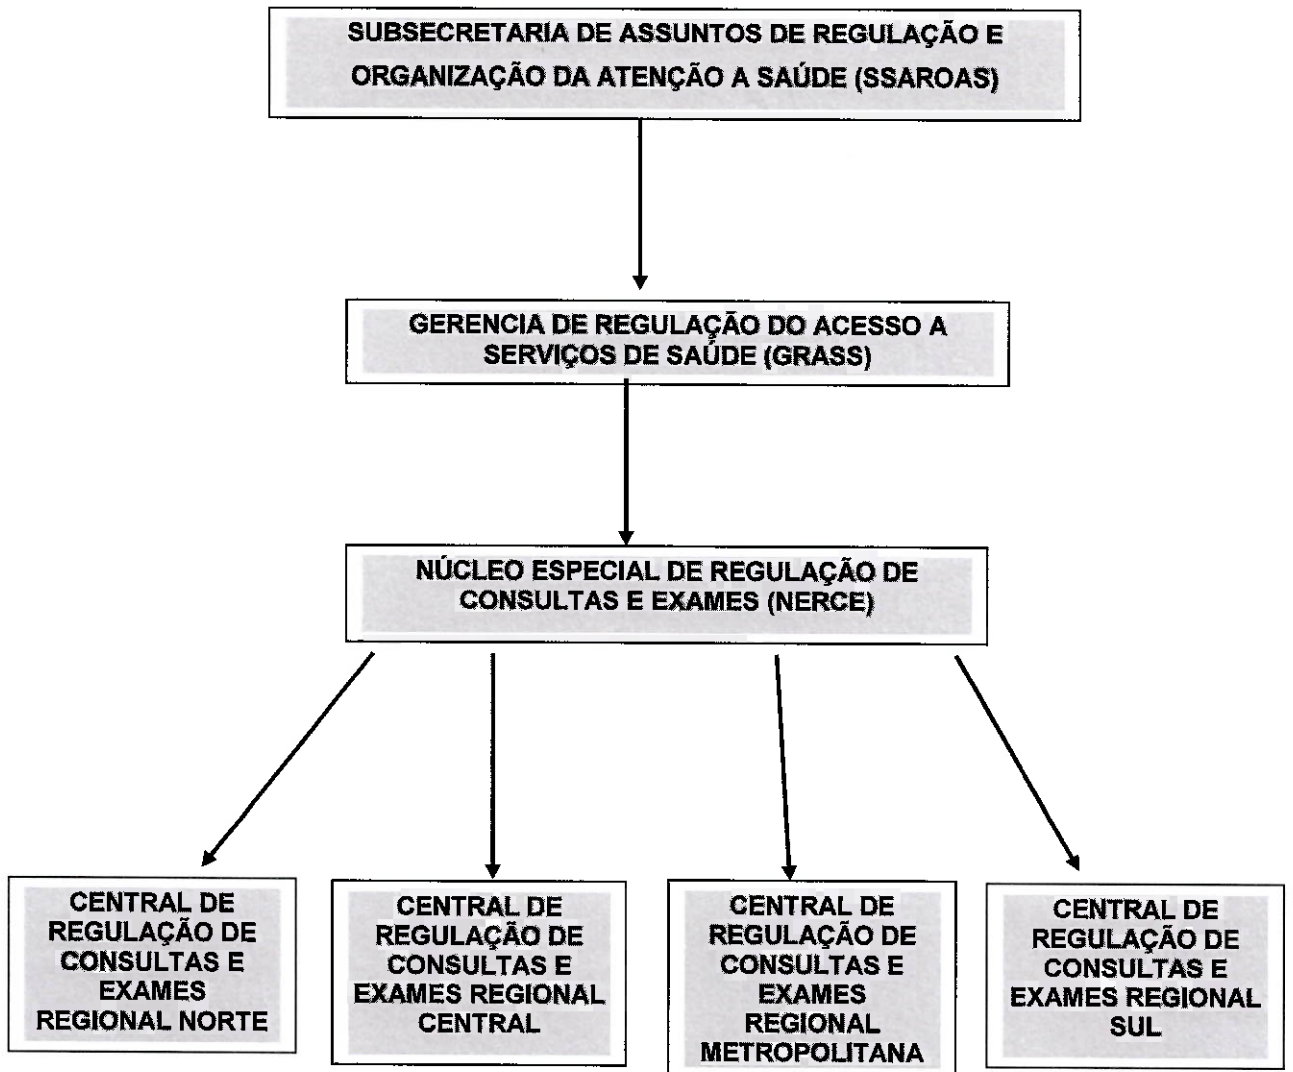 SUBSECRETARIA DE ASSUNTOS DE REGULAÇÃO E
ORGANIZAÇÃO DA ATENÇÃO A SAÚDE (SSAROAS)
GERENCIA DE REGULAÇÃO DO ACESSO A
SERVIÇOS DE SAÚDE (GRASS)
NÚCLEO ESPECIAL DE REGULAÇÃO DE
CONSULTAS E EXAMES (NERCE)
CENTRAL DE
REGULAÇÃO DE
CONSULTAS E
EXAMES
REGIONAL NORTE
CENTRAL DE
REGULAÇÃO DE
CONSULTAS E
EXAMES REGIONAL
CENTRAL
CENTRAL DE
REGULAÇÃO DE
CONSULTAS E
EXAMES
REGIONAL
METROPOLITANA
CENTRAL DE
REGULAÇÃO DE
CONSULTAS E
EXAMES REGIONAL
SUL